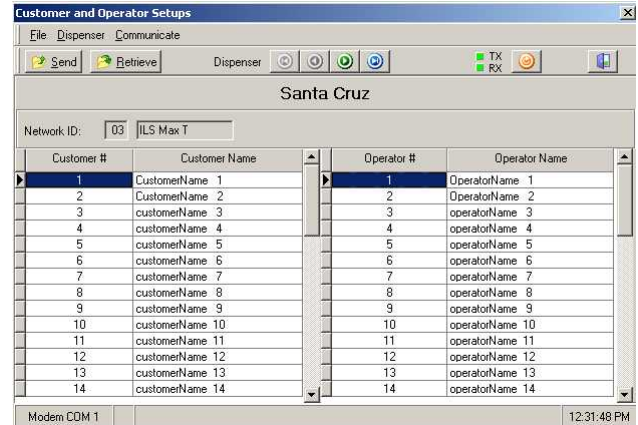 Customer and Operator Setups
File Dispenser Communicate
Send Retrieve Dispenser TX
RX
Santa Cruz
Network ID: 03 ILS Max T
Customer # Customer Name Operator # Operator Name
1 CustomerName 1 1 OperatorName 1
2 CustomerName 2 2 OperatorName 2
3 customerName 3 3 operatorName 3
4 customerName 4 4 operatorName 4
5 customerName 5 5 operatorName 5
6 customerName 6 6 operatorName 6
7 customerName 7 7 operatorName 7
8 customerName 8 8 operatorName 8
9 customerName 9 9 operatorName 9
10 customerName 10 10 operatorName 10
11 customerName 11 11 operatorName 11
12 customerName 12 12 operatorName 12
13 customerName 13 13 operatorName 13
14 customerName 14 14 operatorName 14
Modem COM 1 12:31:48 PM